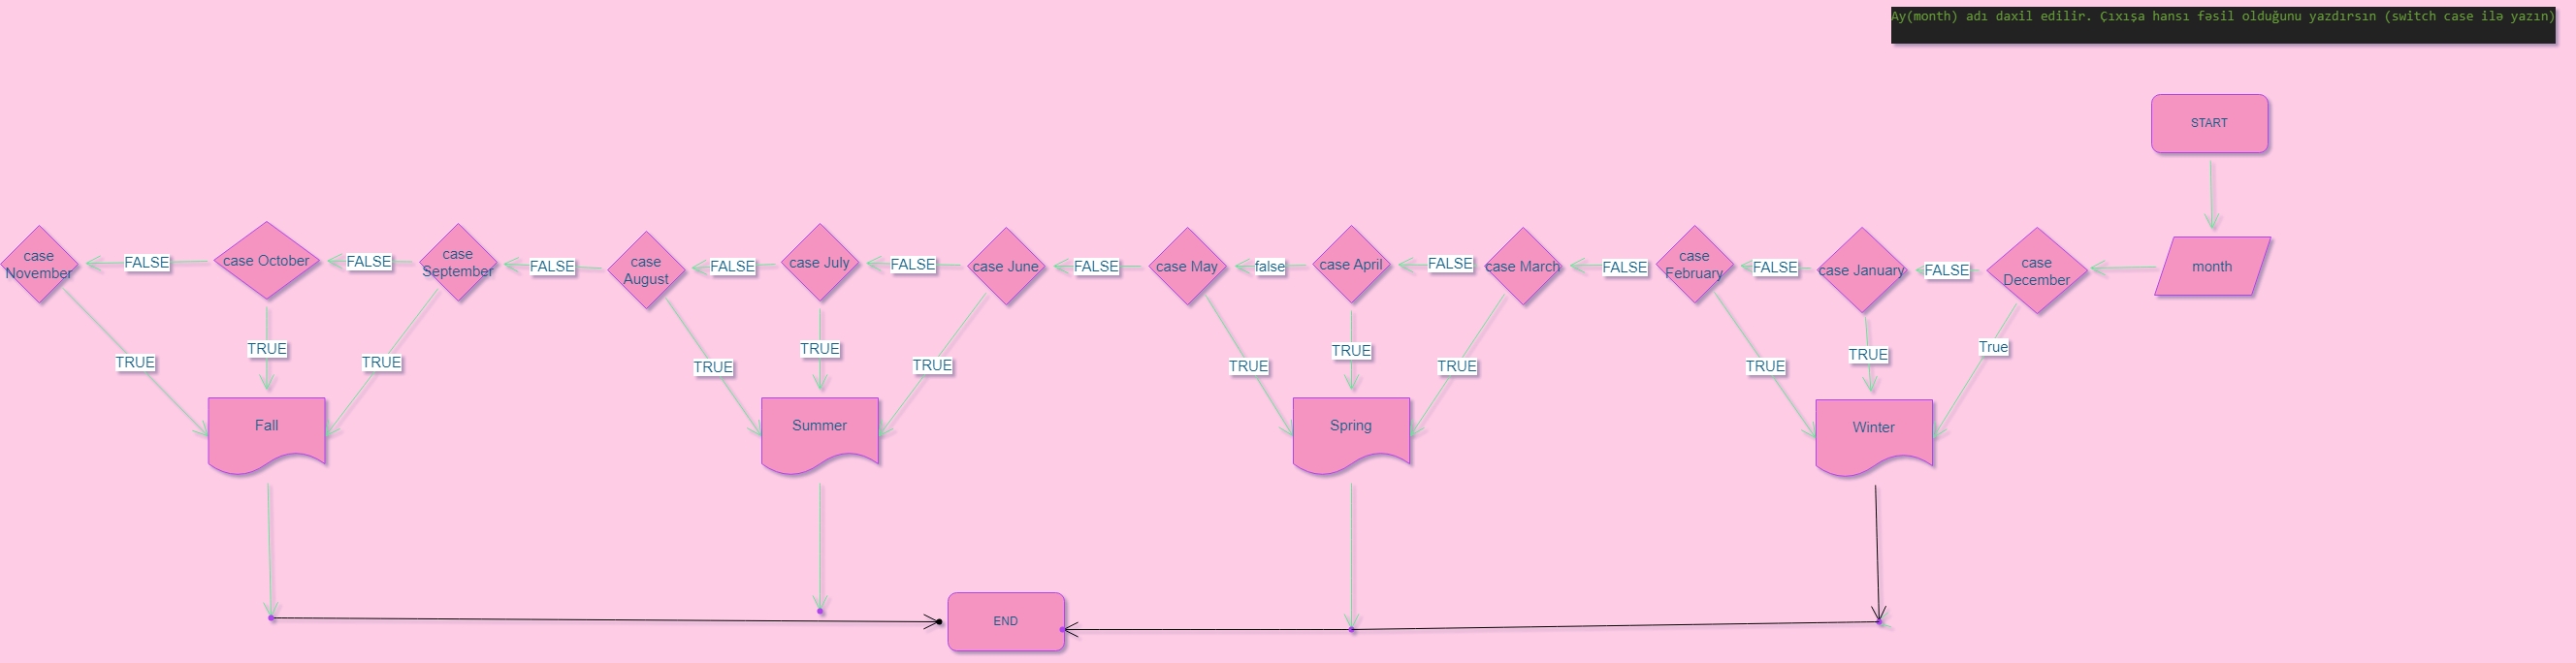 Ay(month) adı daxil edilir. Çıxışa hansı fəsil olduğunu yazdırsın (switch case ilə yazın)
START
case
November
FALSE
case October
FALSE
case
September
FALSE
case
August
FALSE
case July
FALSE
case June
FALSE
case May
false
case April
FALSE
case March
FALSE
case
February
FALSE
case January
FALSE
case
December
month
TRUE
TRUE
TRUE
TRUE
TRUE
TRUE
TRUE
TRUE
TRUE
TRUE
TRUE
True
Fall
Summer
Spring
Winter
END